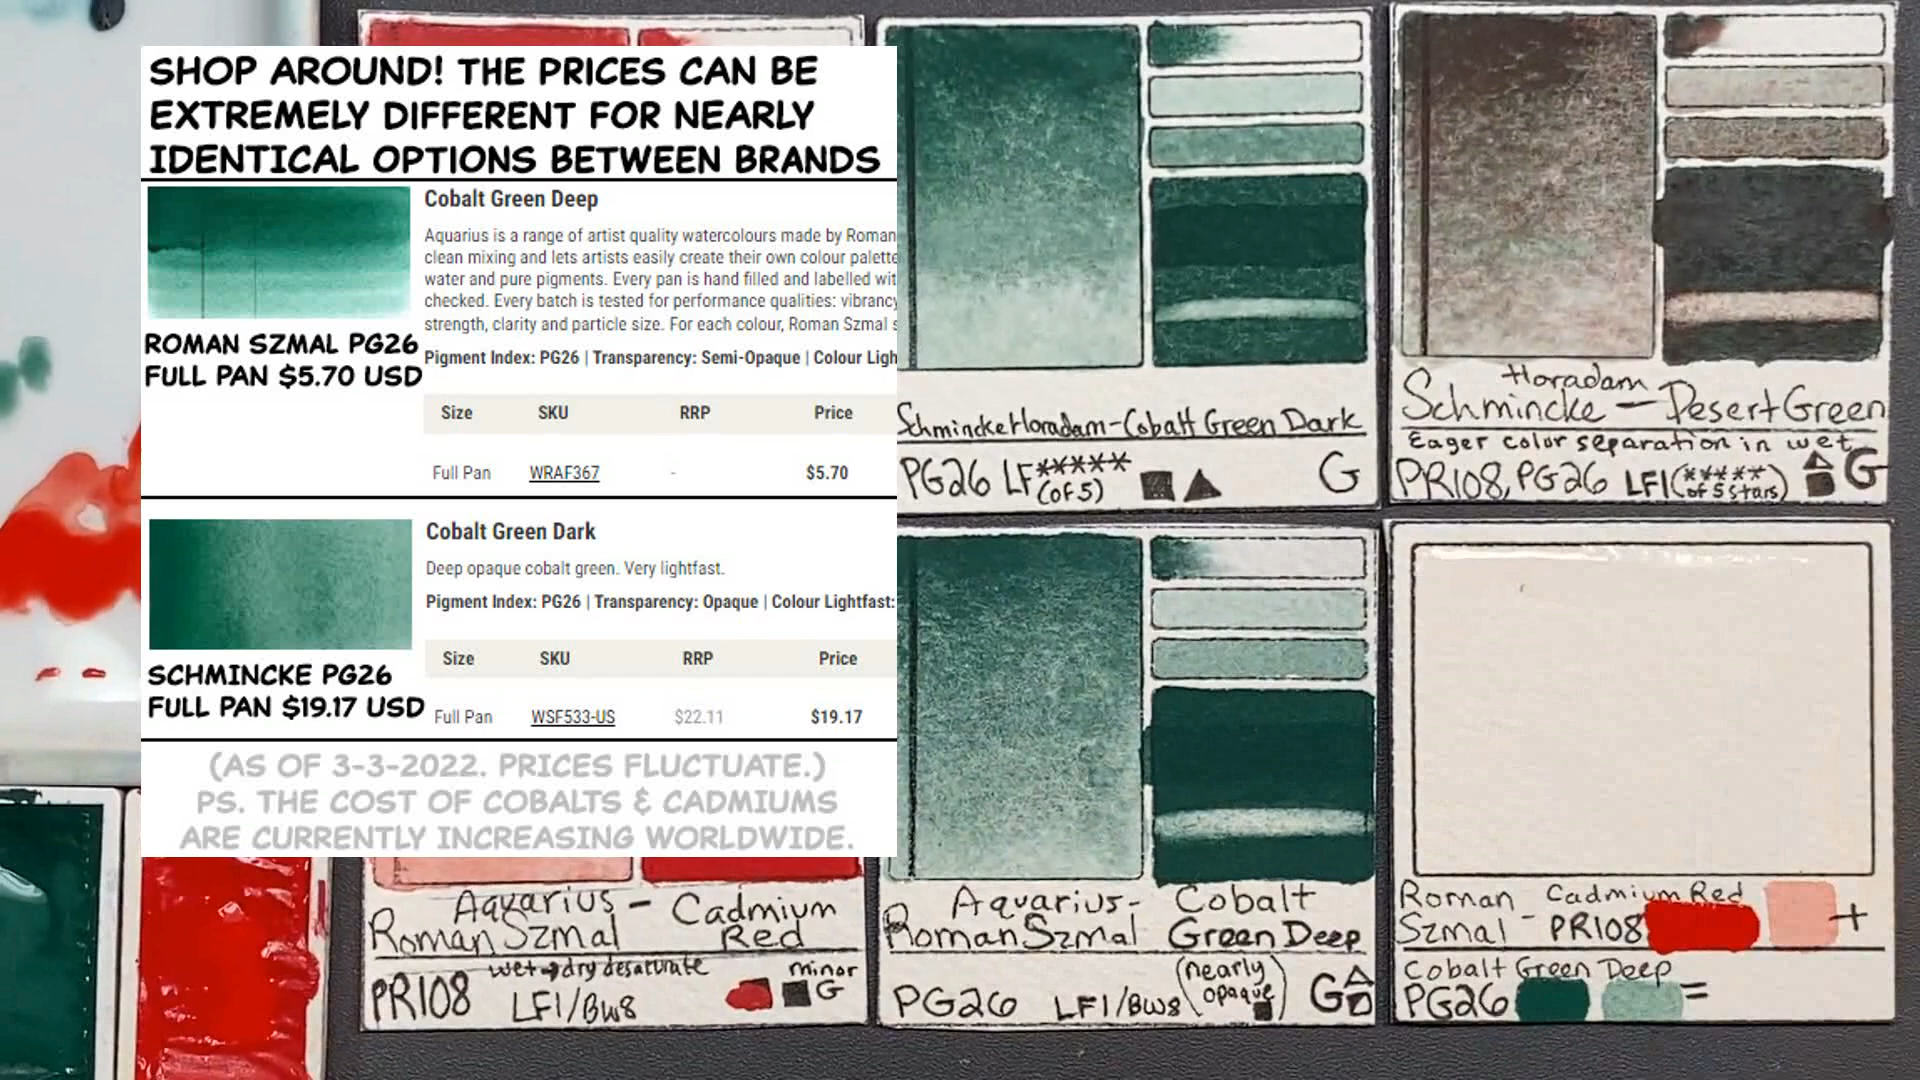 SHOP AROUND! THE PRICES CAN BE
EXTREMELY DIFFERENT FOR NEARLY
IDENTICAL OPTIONS BETWEEN BRANDS
Cobalt Green Deep
Aquarius is a range of artist quality watercolours made by Roman
clean mixing and lets artists easily create their own colour palette
water and pure pigments. Every pan is hand filled and labelled wit
checked. Every batch is tested for performance qualities: vibrancy
strength, clarity and particle size. For each colour, Roman Szmal s
Pigment Index: PG26 | Transparency: Semi-Opaque | Colour Ligh
ROMAN SZMAL PG26
FULL PAN $5.70 USD
Size SKU RRP Price
Full Pan WRAF367 - $5.70
Cobalt Green Dark
Deep opaque cobalt green. Very lightfast.
Pigment Index: PG26 | Transparency: Opaque | Colour Lightfast:
SCHMINCKE PG26
FULL PAN $19.17 USD
Size SKU RRP Price
Full Pan WSF533-US $22.11 $19.17
(AS OF 3-3-2022. PRICES FLUCTUATE.)
PS. THE COST OF COBALTS & CADMIUMS
ARE CURRENTLY INCREASING WORLDWIDE.
Schmincke Horadam-Cobalt Green Dark
PG26 LF*****
(of 5) G
Horadam
Schmincke — Desert Green
Eager color separation in wet
PR108, PG26 LF1(*****
of 5 stars) G
Aquarius - Cadmium
Roman Szmal Red
wet→dry desaturate minor
PR108 LF1/BW8 G
Aquarius- Cobalt
Roman Szmal Green Deep
PG26 LF1/BW8 (nearly
opaque) G
Roman Cadmium Red
Szmal - PR108 +
Cobalt Green Deep
PG26 =